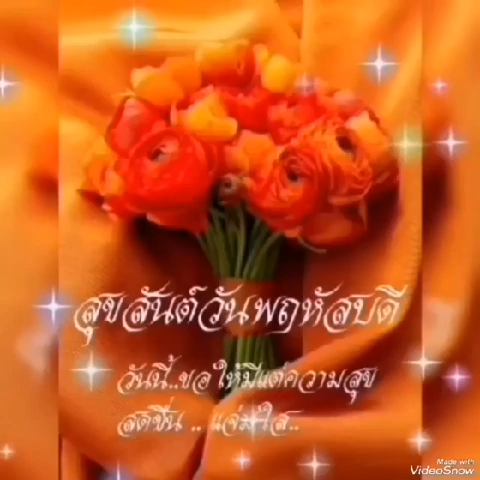 สุขสันต์วันพฤหัสบดี
วันนี้..ขอให้มีแต่ความสุข
สดชื่น .. แจ่มใส..
Made with
VideoSnow